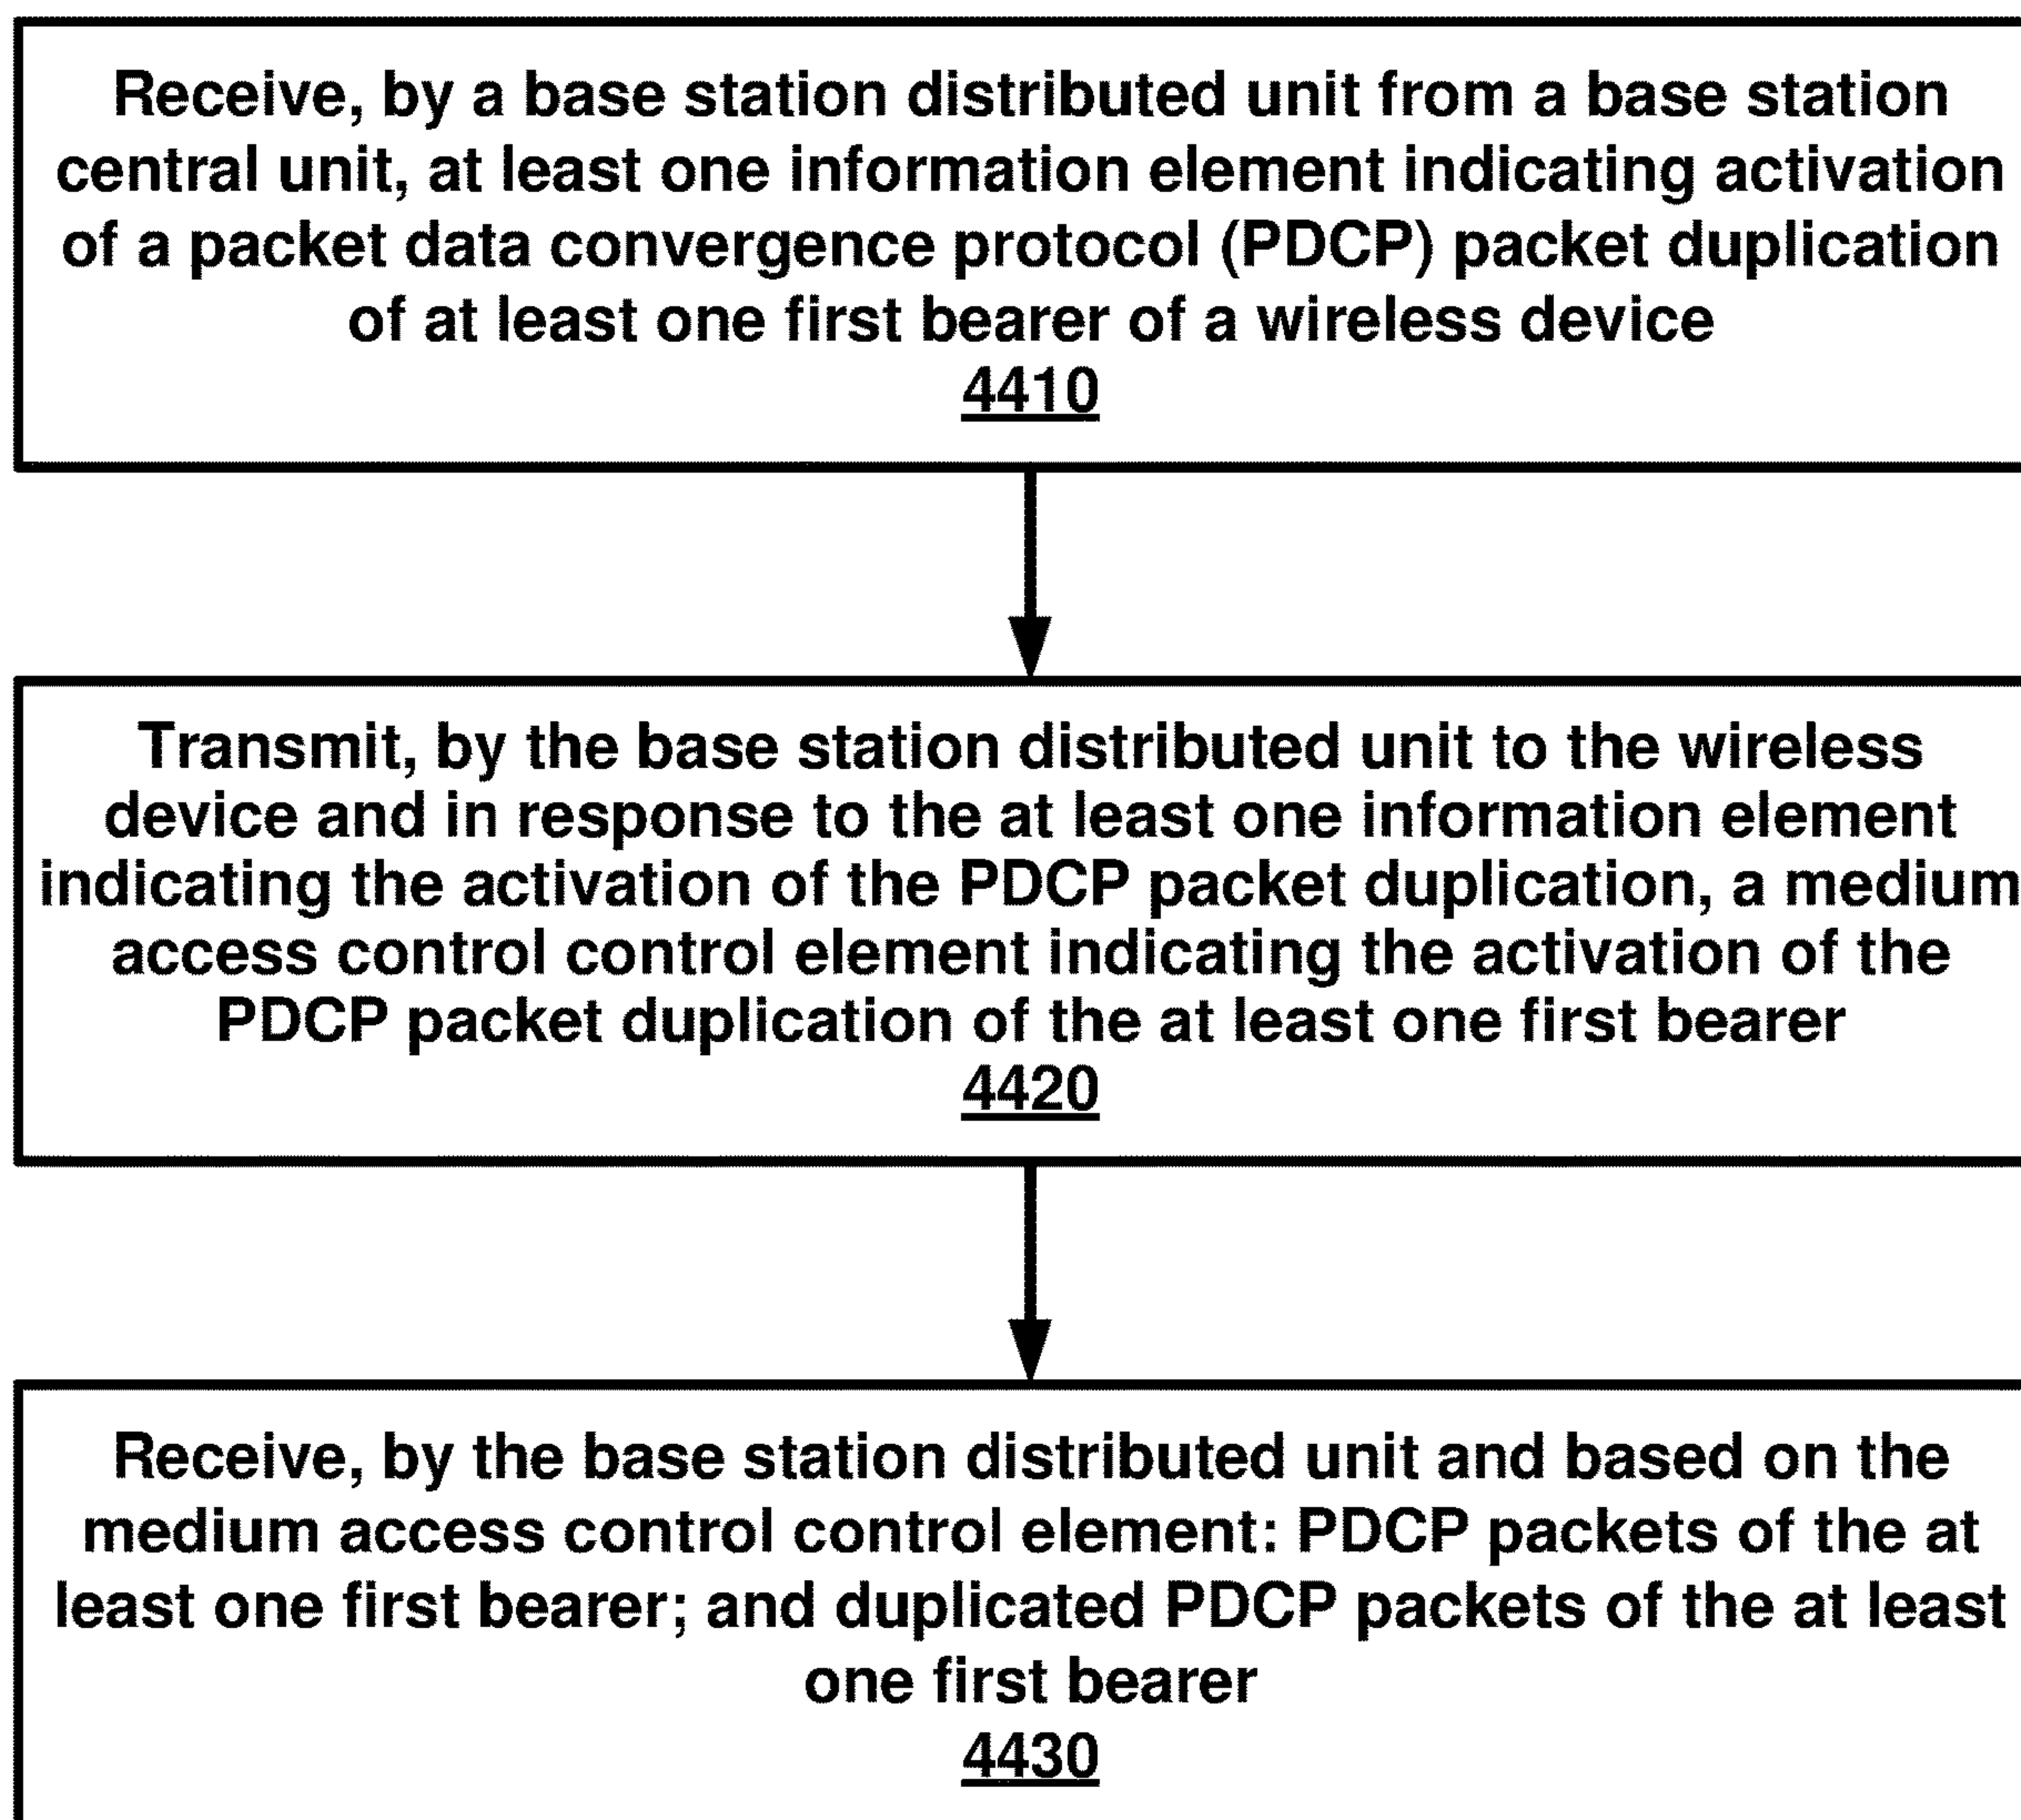 Receive, by a base station distributed unit from a base station
central unit, at least one information element indicating activation
of a packet data convergence protocol (PDCP) packet duplication
of at least one first bearer of a wireless device
4410
Transmit, by the base station distributed unit to the wireless
device and in response to the at least one information element
indicating the activation of the PDCP packet duplication, a medium
access control control element indicating the activation of the
PDCP packet duplication of the at least one first bearer
4420
Receive, by the base station distributed unit and based on the
medium access control control element: PDCP packets of the at
least one first bearer; and duplicated PDCP packets of the at least
one first bearer
4430